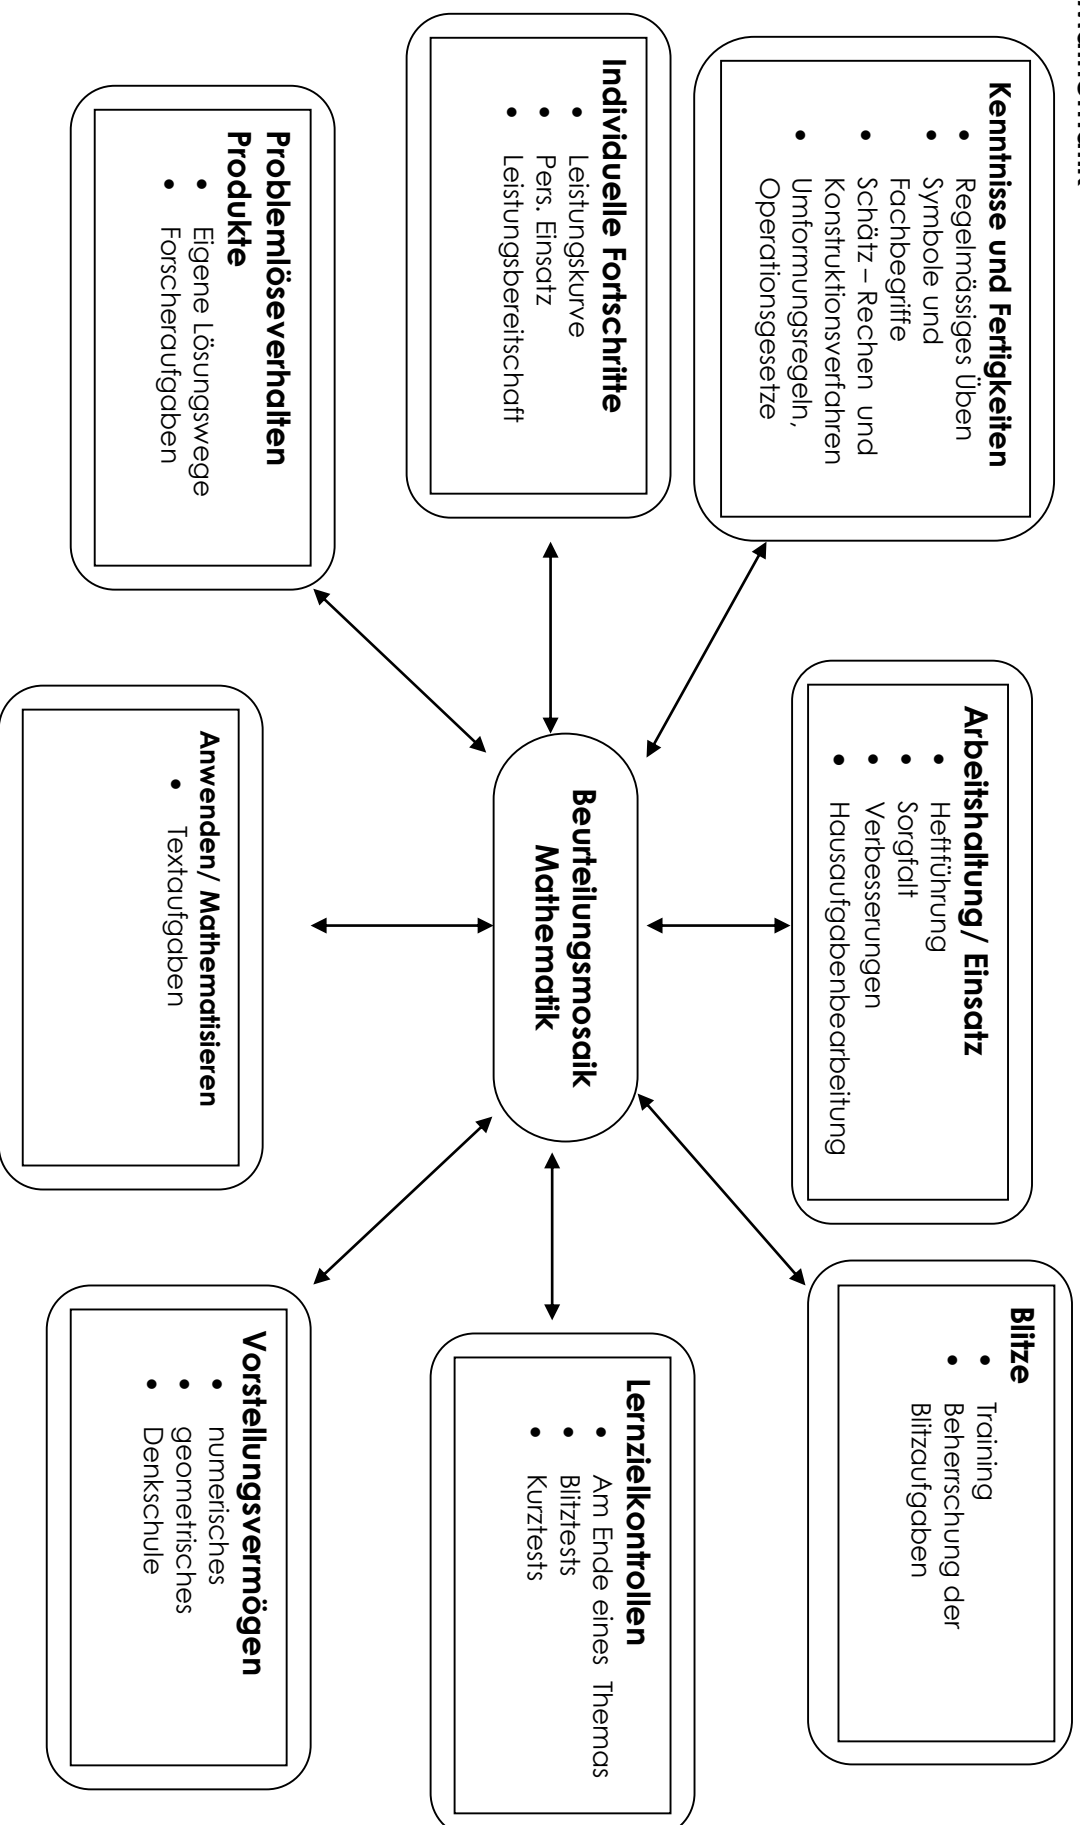 Kenntnisse und Fertigkeiten
• Regelmässiges Üben
• Symbole und
Fachbegriffe
• Schätz – Rechen und
Konstruktionsverfahren
• Umformungsregeln,
Operationsgesetze
Arbeitshaltung/ Einsatz
• Heftführung
• Sorgfalt
• Verbesserungen
• Hausaufgabenbearbeitung
Blitze
• Training
• Beherrschung der
Blitzaufgaben
Individuelle Fortschritte
• Leistungskurve
• Pers. Einsatz
• Leistungsbereitschaft
Beurteilungsmosaik
Mathematik
Lernzielkontrollen
• Am Ende eines Themas
• Blitztests
• Kurztests
Problemlöseverhalten
Produkte
• Eigene Lösungswege
• Forscheraufgaben
Anwenden/ Mathematisieren
• Textaufgaben
Vorstellungsvermögen
• numerisches
• geometrisches
• Denkschule